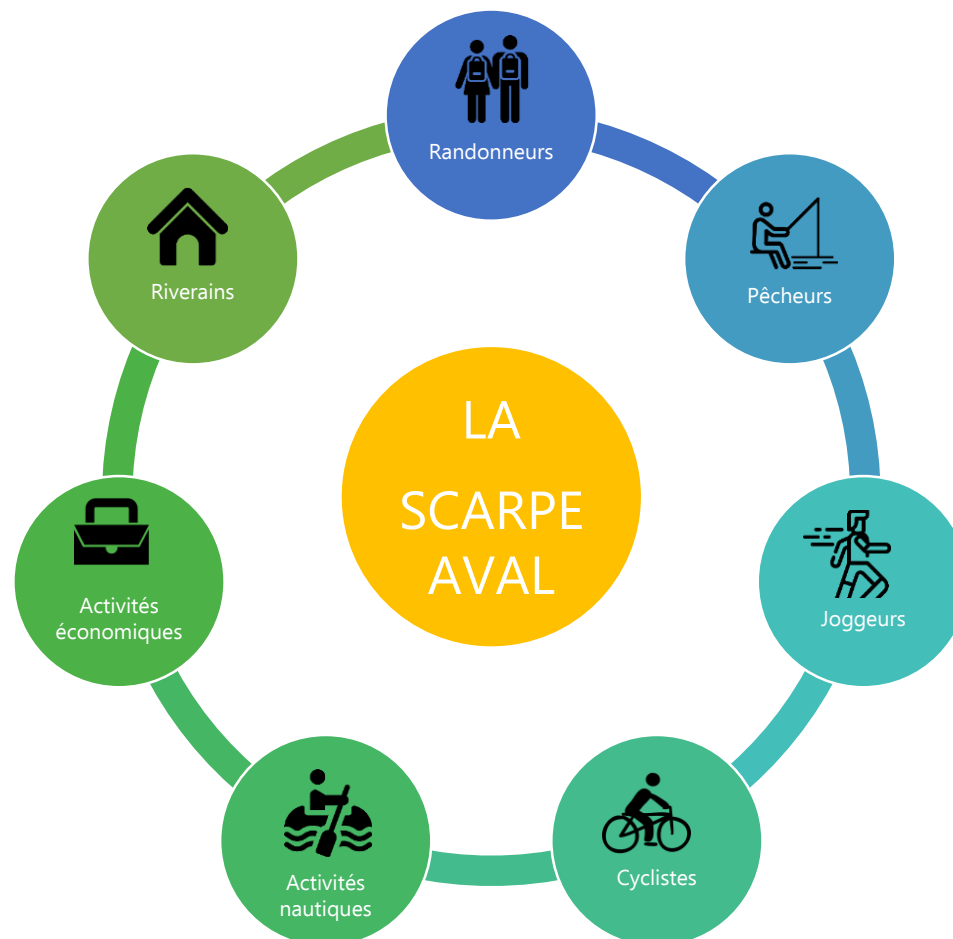 Randonneurs
Pêcheurs
Joggeurs
Cyclistes
Activités
nautiques
Activités
économiques
Riverains
LA
SCARPE
AVAL